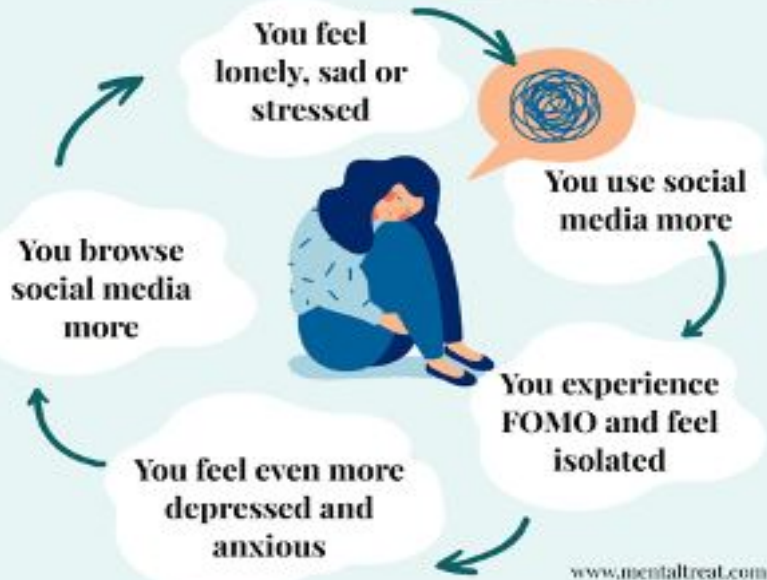 You feel
lonely, sad or
stressed
You use social
media more
You experience
FOMO and feel
isolated
You feel even more
depressed and
anxious
You browse
social media
more
www.mentaltreat.com